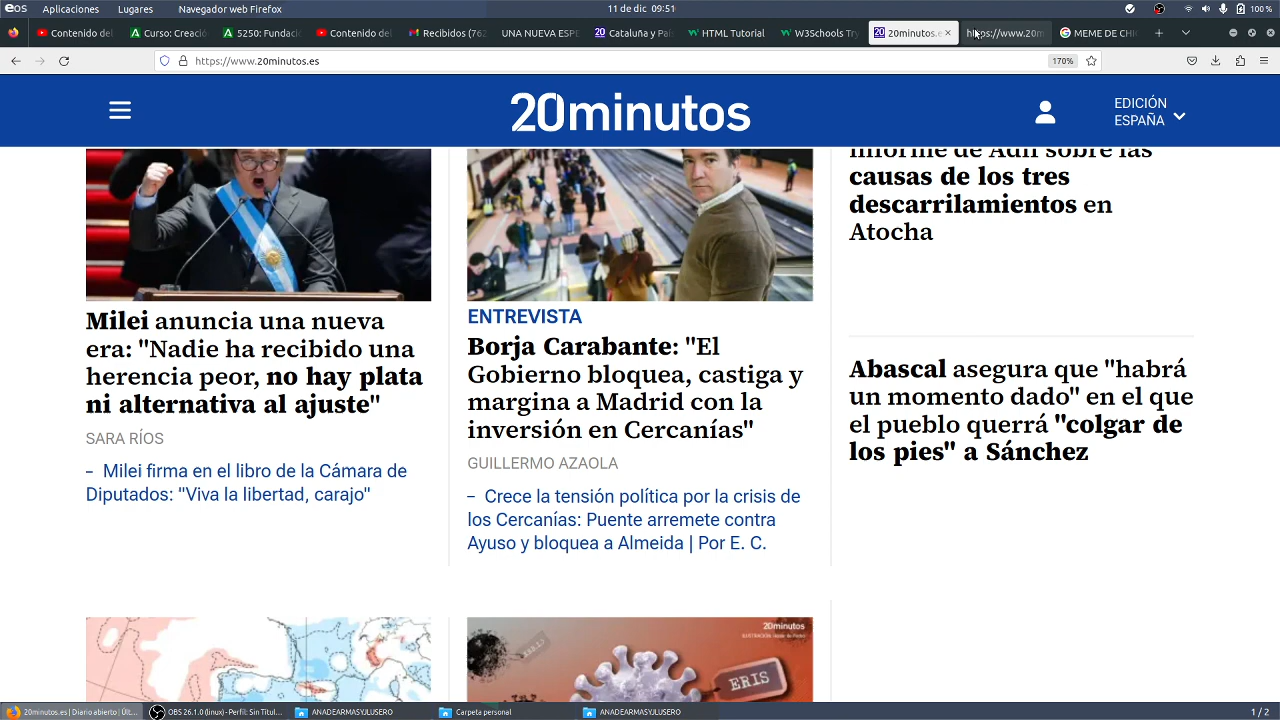 eos Aplicaciones Lugares Navegador web Firefox 11 de dic 09:51 100 %
Contenido del Curso: Creació 5250: Fundació Contenido del Recibidos (762 UNA NUEVA ESPE Cataluña y Paí HTML Tutorial W3Schools Try 20minutos.es https://www.20m MEME DE CHI
https://www.20minutos.es 170%
20minutos
EDICIÓN
ESPAÑA
informe de Adif sobre las
causas de los tres
descarrilamientos en
Atocha
Milei anuncia una nueva
era: "Nadie ha recibido una
herencia peor, no hay plata
ni alternativa al ajuste"
SARA RÍOS
– Milei firma en el libro de la Cámara de
Diputados: "Viva la libertad, carajo"
ENTREVISTA
Borja Carabante: "El
Gobierno bloquea, castiga y
margina a Madrid con la
inversión en Cercanías"
GUILLERMO AZAOLA
– Crece la tensión política por la crisis de
los Cercanías: Puente arremete contra
Ayuso y bloquea a Almeida | Por E. C.
Abascal asegura que "habrá
un momento dado" en el que
el pueblo querrá "colgar de
los pies" a Sánchez
20minutos
ERIS
20minutos.es | Diario abierto | Últ... OBS 26.1.0 (linux) - Perfil: Sin Títul... ANADEARMASYJLUSERO Carpeta personal ANADEARMASYJLUSERO 1 / 2